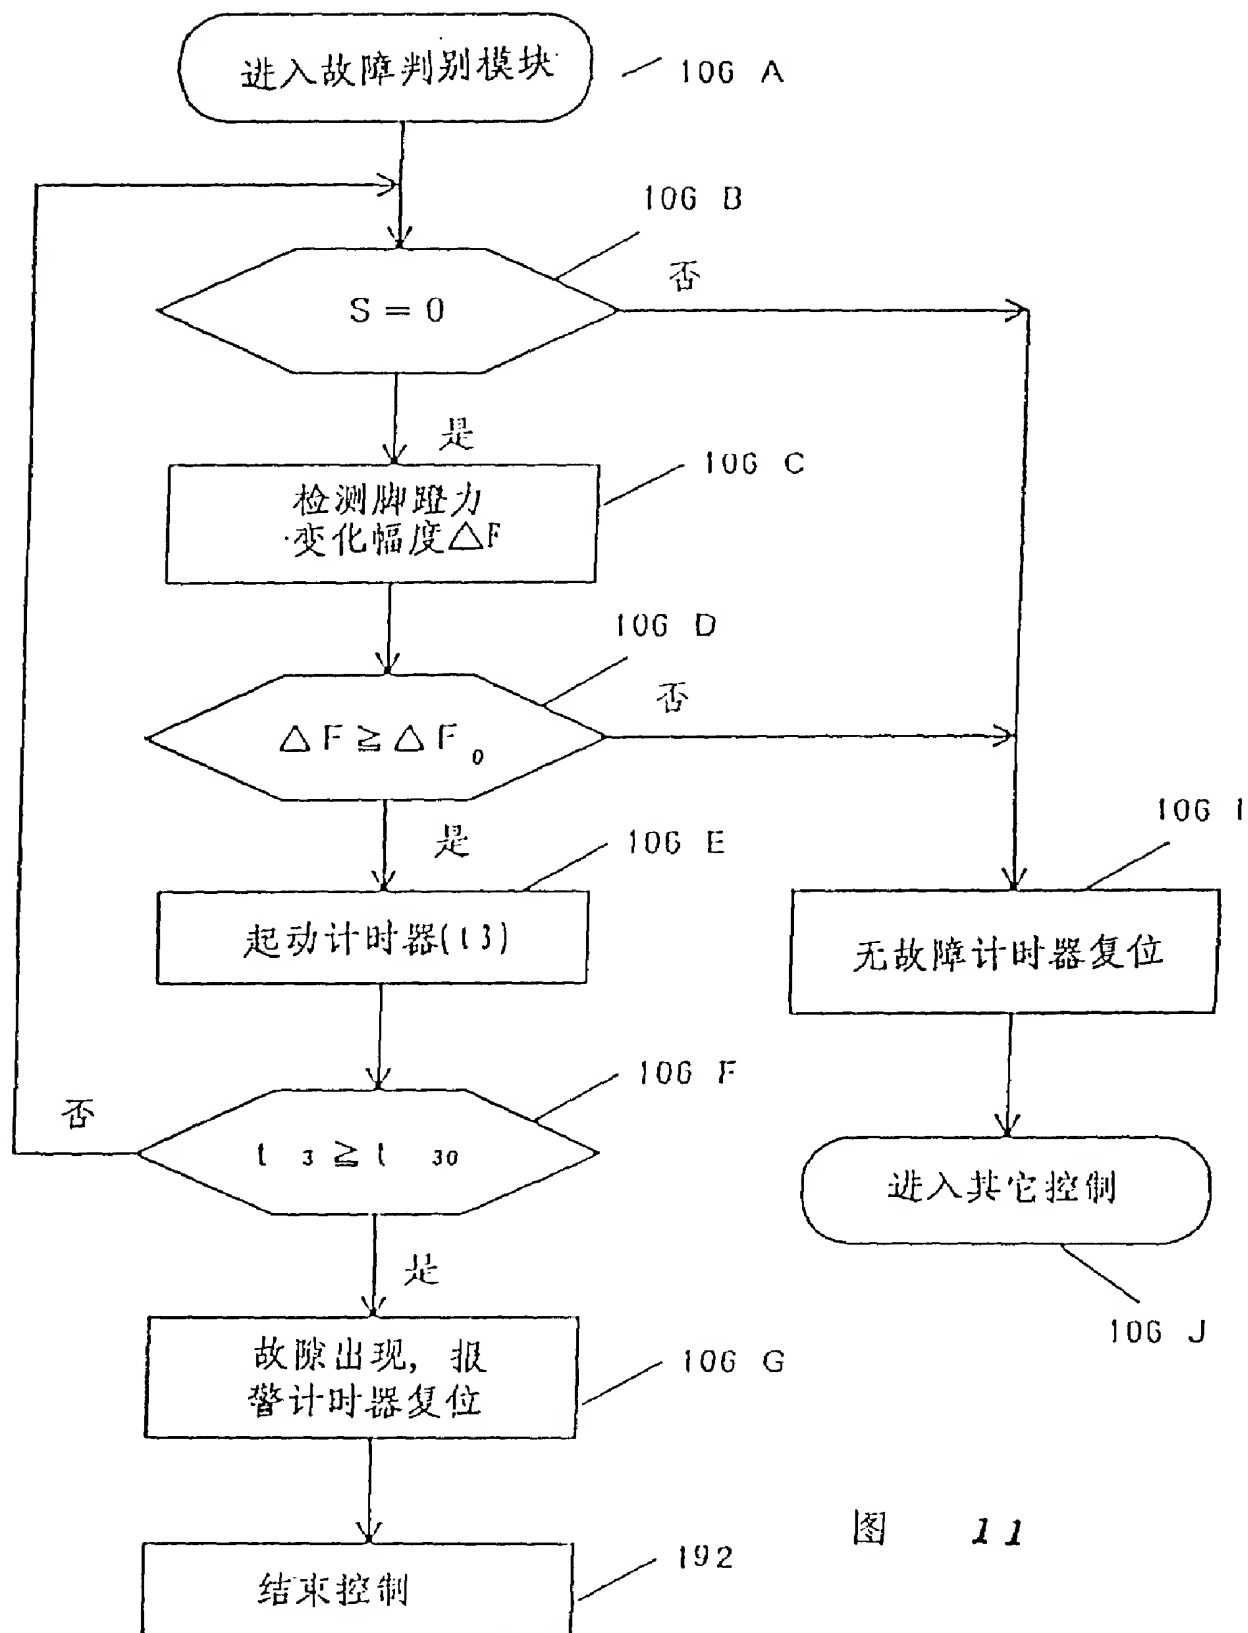 进入故障判别模块
106 A
106 B
S = 0
否
是
106 C
检测脚蹬力
变化幅度△F
106 D
△F ≧ △F₀
否
是
106 E
起动计时器(t3)
106 I
无故障计时器复位
106 F
否
t ₃ ≧ t ₃₀
进入其它控制
是
106 J
故障出现，报
警计时器复位
106 G
图 11
192
结束控制